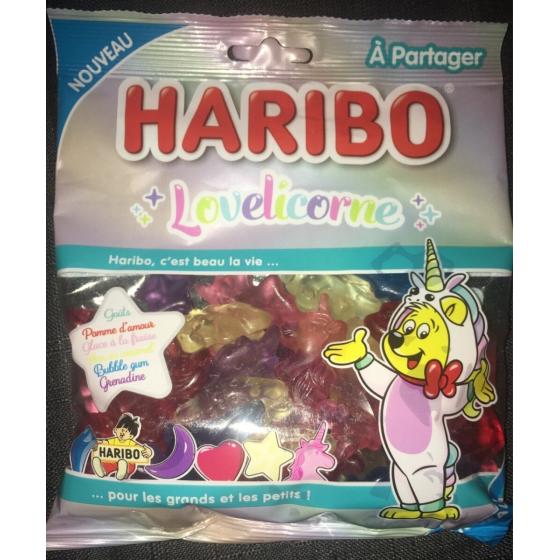 NOUVEAU
À Partager
HARIBO®
Lovelicorne
Haribo, c'est beau la vie ...
Goûts
Pomme d'amour
Glace à la fraise
Bubble gum
Grenadine
HARIBO
... pour les grands et les petits !